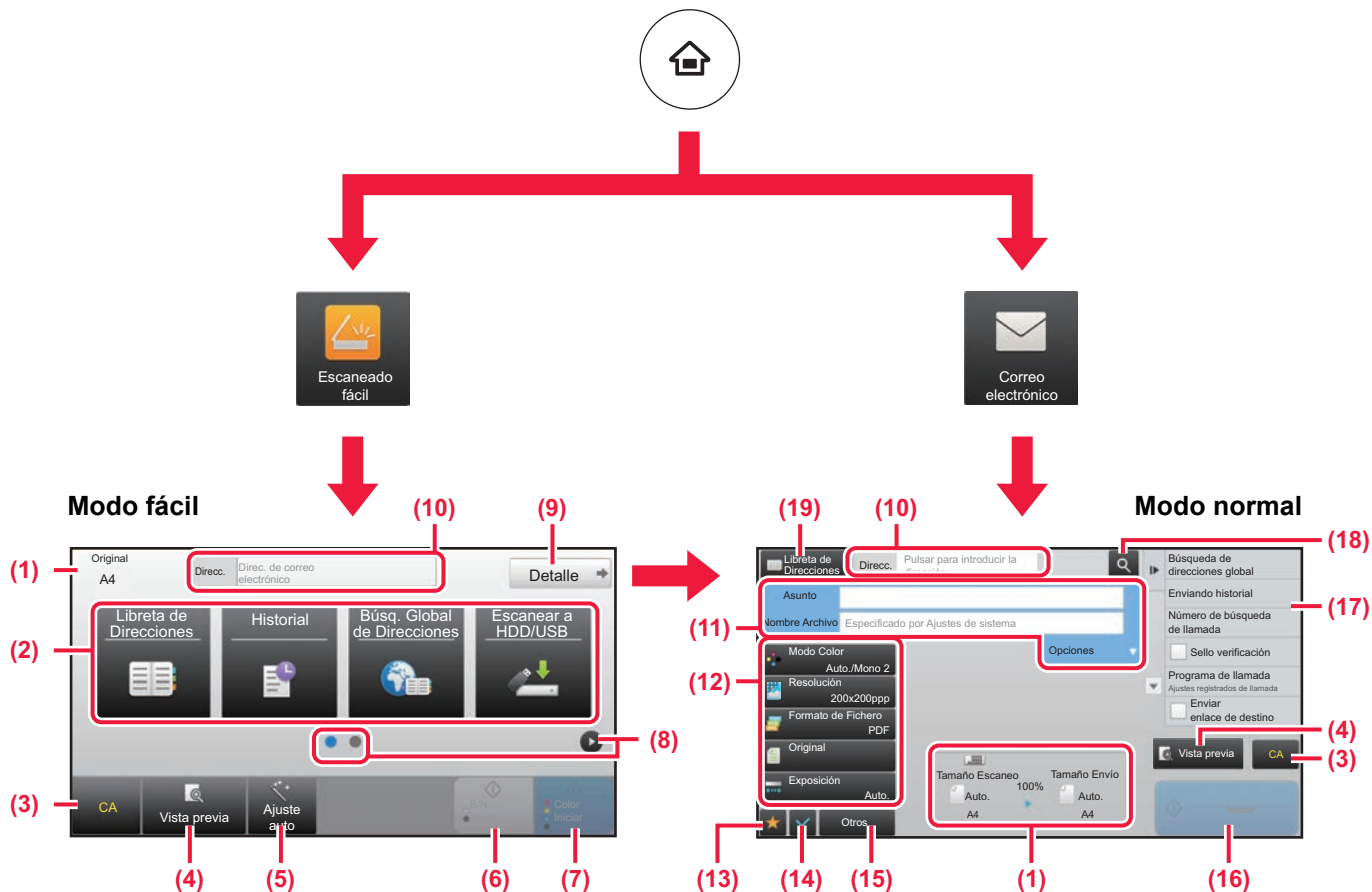 Escaneado
fácil
Correo
electrónico
Modo fácil
(10)
(9)
(1)
Original
A4
Direcc.
Direc. de correo
electrónico
Detalle
(2)
Libreta de
Direcciones
Historial
Búsq. Global
de Direcciones
Escanear a
HDD/USB
(8)
(3)
CA
Vista previa
Ajuste
auto
B/N
Iniciar
Color
Iniciar
(4)
(5)
(6)
(7)
Modo normal
(19)
(10)
(18)
Libreta de
Direcciones
Direcc.
Pulsar para introducir la
dirección
Búsqueda de
direcciones global
Enviando historial
(17)
Número de búsqueda
de llamada
Sello verificación
Programa de llamada
Ajustes registrados de llamada
Enviar
enlace de destino
(11)
Asunto
Nombre Archivo
Especificado por Ajustes de sistema
Opciones
(12)
Modo Color
Auto./Mono 2
Resolución
200x200ppp
Formato de Fichero
PDF
Original
Exposición
Auto.
(4)
Vista previa
CA
(3)
Tamaño Escaneo
100%
Tamaño Envío
Auto.
A4
Auto.
A4
Otros
Iniciar
(13)
(14)
(15)
(1)
(16)